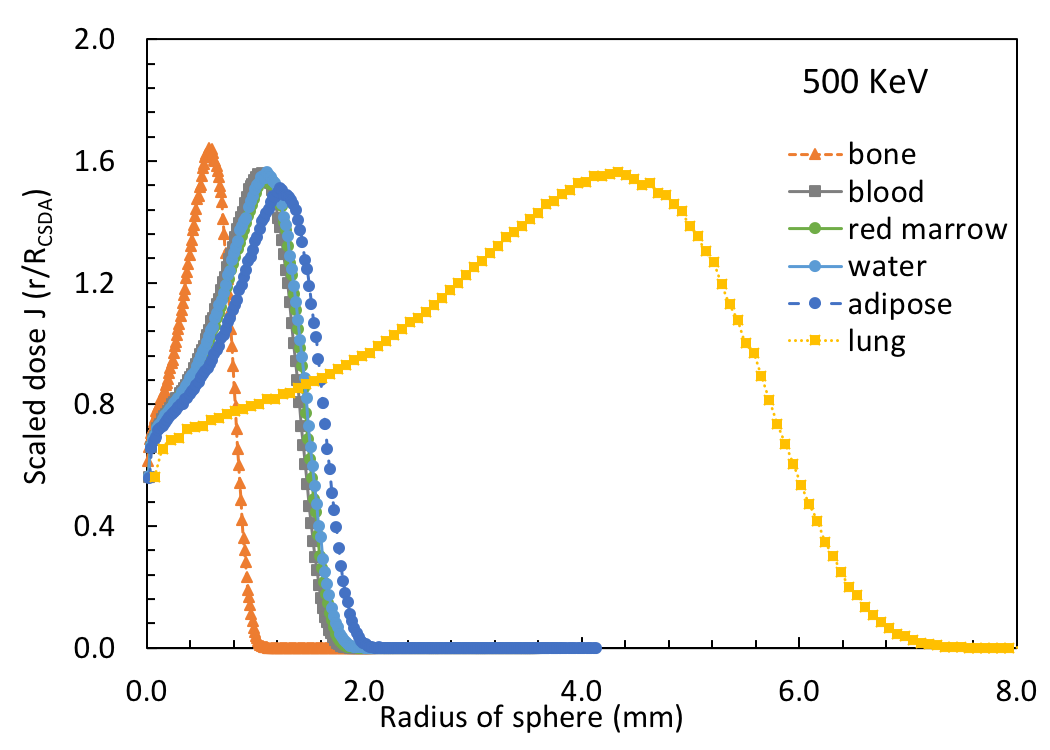 2.0
1.6
1.2
0.8
0.4
0.0
Scaled dose J (r/R_CSDA)
500 KeV
bone
blood
red marrow
water
adipose
lung
0.0 2.0 4.0 6.0 8.0
Radius of sphere (mm)